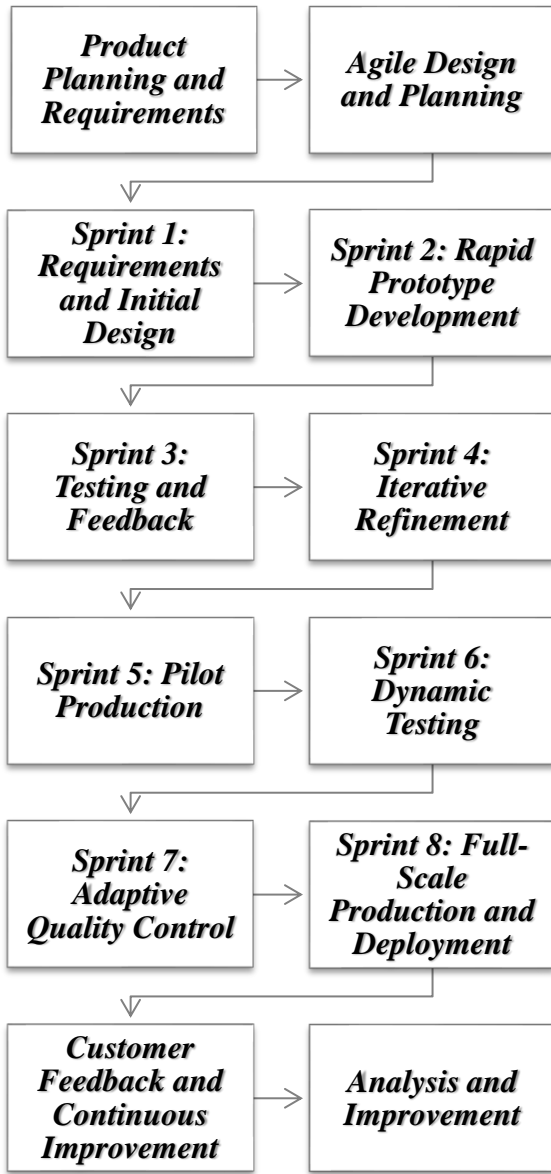 Product
Planning and
Requirements
Agile Design
and Planning
Sprint 1:
Requirements
and Initial
Design
Sprint 2: Rapid
Prototype
Development
Sprint 3:
Testing and
Feedback
Sprint 4:
Iterative
Refinement
Sprint 5: Pilot
Production
Sprint 6:
Dynamic
Testing
Sprint 7:
Adaptive
Quality Control
Sprint 8: Full-
Scale
Production and
Deployment
Customer
Feedback and
Continuous
Improvement
Analysis and
Improvement